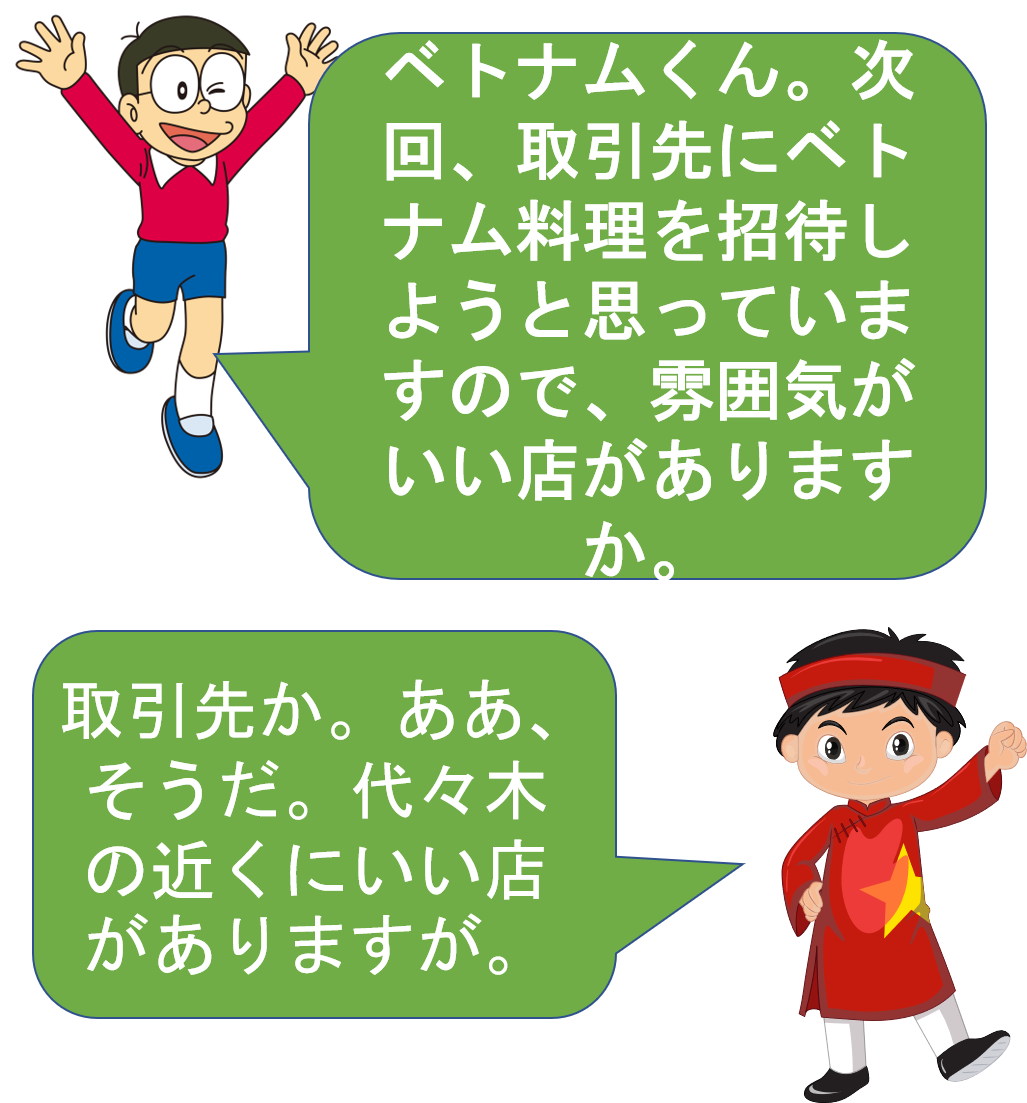 ベトナムくん。次
回、取引先にベト
ナム料理を招待し
ようと思っていま
すので、雰囲気が
いい店があります
か。
取引先か。ああ、
そうだ。代々木
の近くにいい店
がありますが。